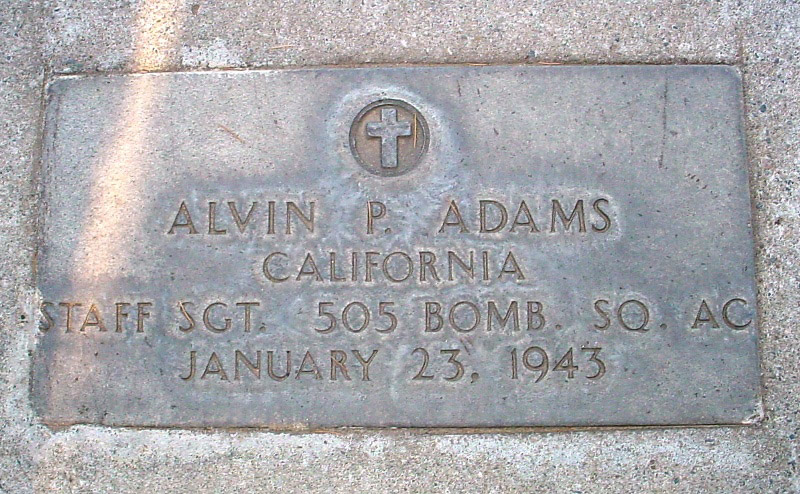 ALVIN P. ADAMS
CALIFORNIA
STAFF SGT. 505 BOMB. SQ. AC
JANUARY 23, 1943